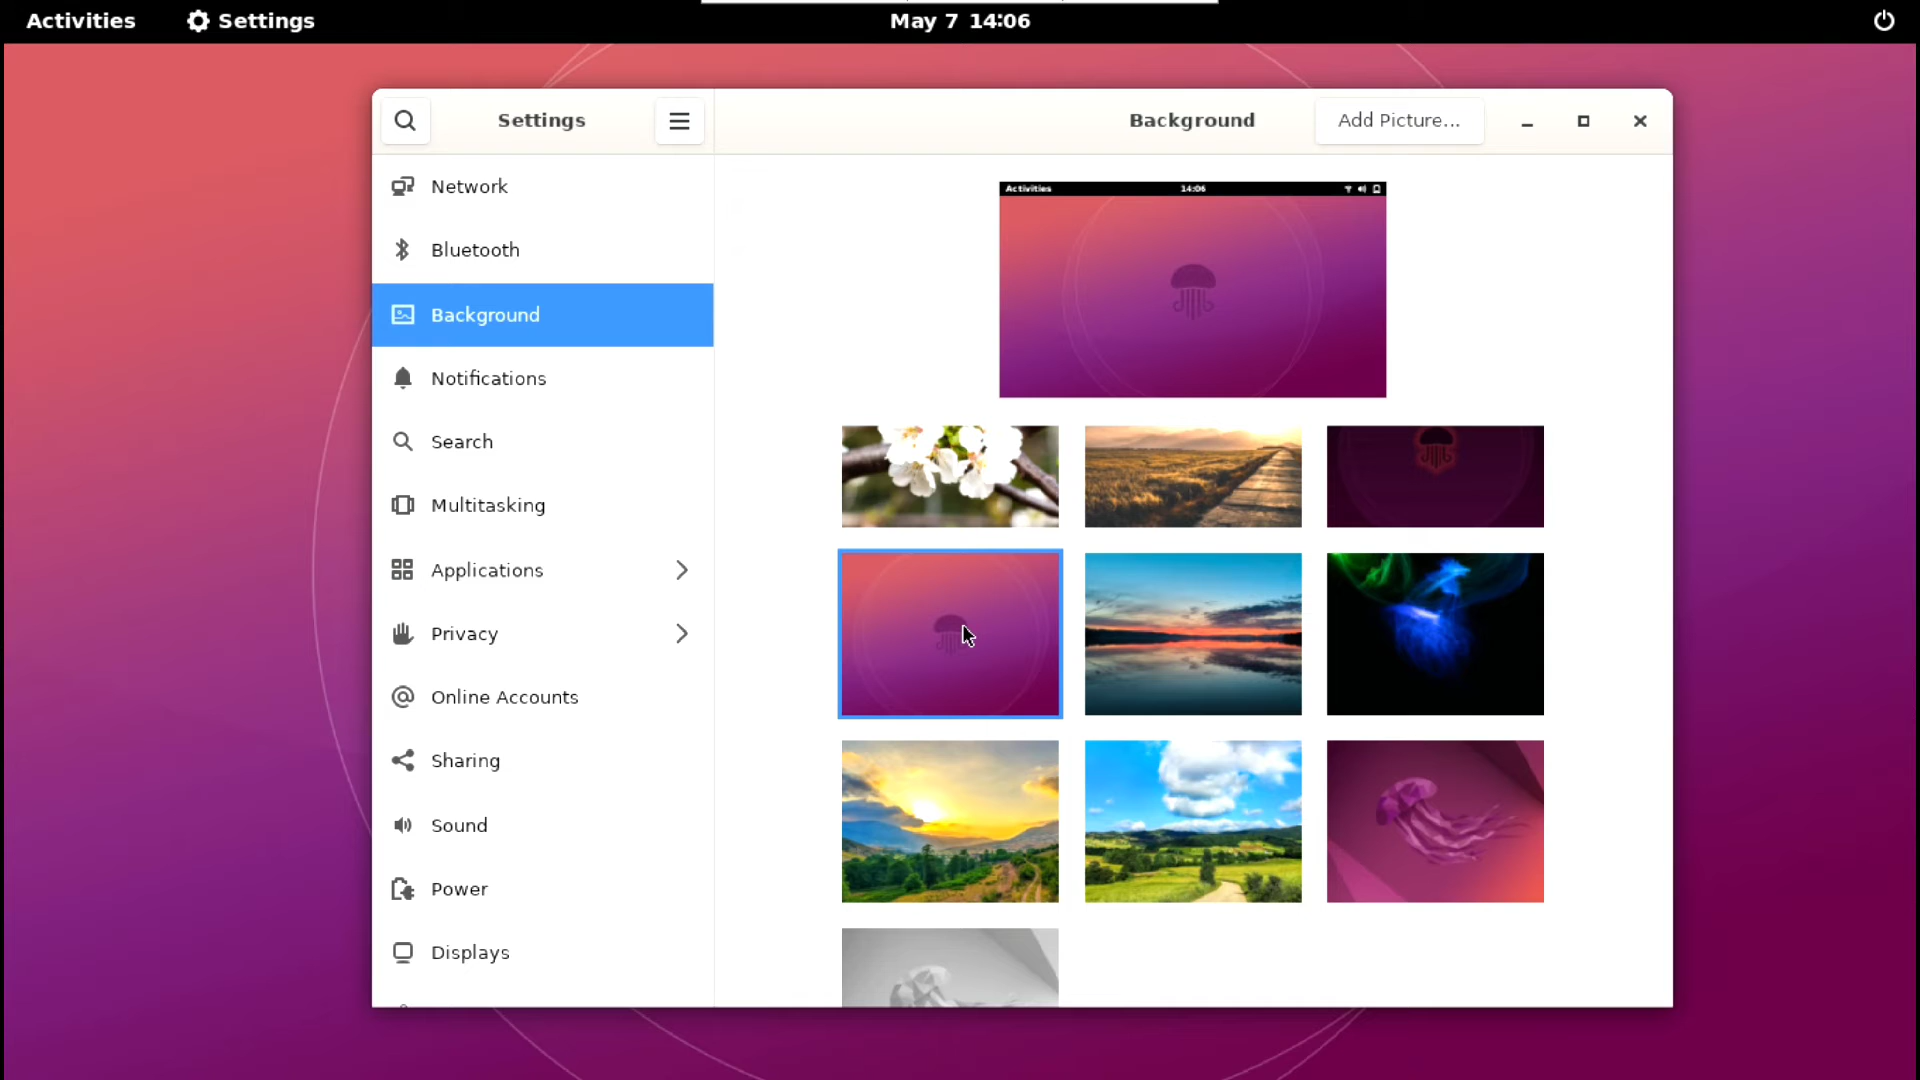 Activities Settings May 7 14:06
Settings Background Add Picture...
Activities 14:06
Network
Bluetooth
Background
Notifications
Search
Multitasking
Applications
Privacy
Online Accounts
Sharing
Sound
Power
Displays